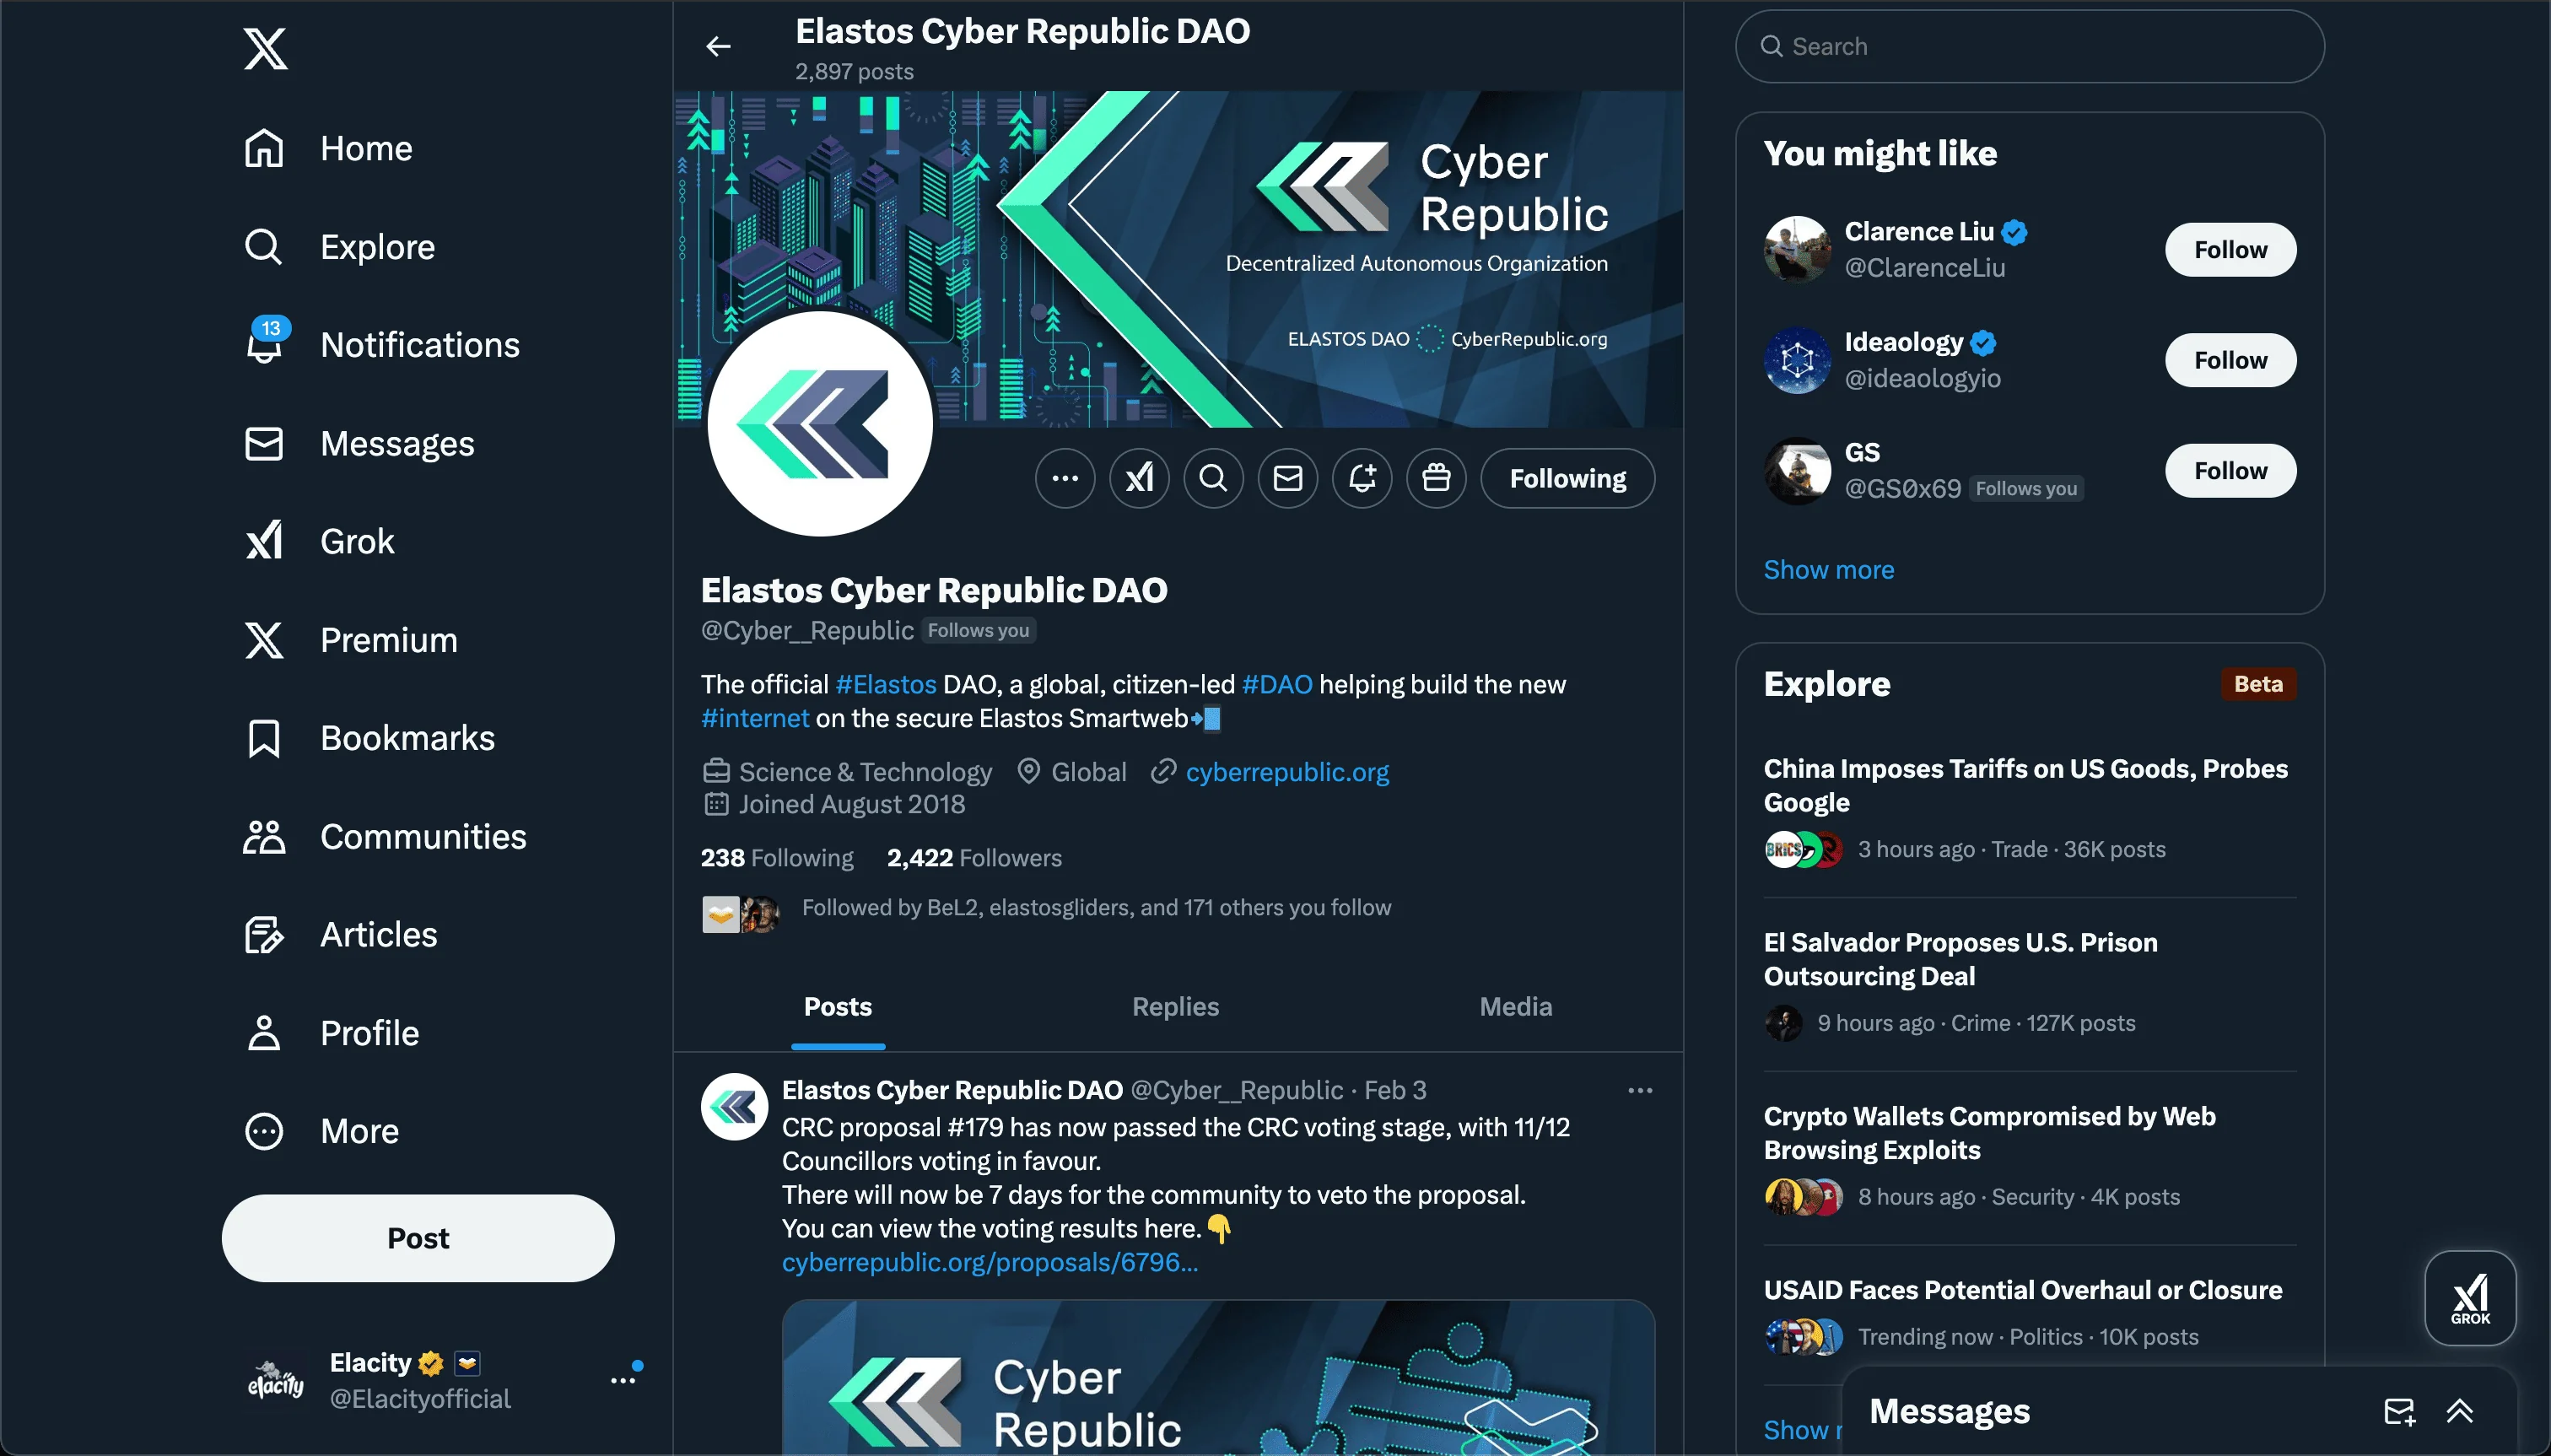 Home
Explore
13
Notifications
Messages
Grok
Premium
Bookmarks
Communities
Articles
Profile
More
Post
elacity
Elacity
@Elacityofficial
Elastos Cyber Republic DAO
2,897 posts
Cyber
Republic
Decentralized Autonomous Organization
ELASTOS DAO CyberRepublic.org
Following
Elastos Cyber Republic DAO
@Cyber__Republic Follows you
The official #Elastos DAO, a global, citizen-led #DAO helping build the new
#internet on the secure Elastos Smartweb
Science & Technology Global cyberrepublic.org
Joined August 2018
238 Following 2,422 Followers
Followed by BeL2, elastosgliders, and 171 others you follow
Posts Replies Media
Elastos Cyber Republic DAO @Cyber__Republic · Feb 3
CRC proposal #179 has now passed the CRC voting stage, with 11/12
Councillors voting in favour.
There will now be 7 days for the community to veto the proposal.
You can view the voting results here.👇
cyberrepublic.org/proposals/6796...
Cyber
Republic
Search
You might like
Clarence Liu
@ClarenceLiu
Follow
Ideaology
@ideaologyio
Follow
GS
@GS0x69 Follows you
Follow
Show more
Explore Beta
China Imposes Tariffs on US Goods, Probes
Google
BRICS
3 hours ago · Trade · 36K posts
El Salvador Proposes U.S. Prison
Outsourcing Deal
9 hours ago · Crime · 127K posts
Crypto Wallets Compromised by Web
Browsing Exploits
8 hours ago · Security · 4K posts
USAID Faces Potential Overhaul or Closure
Trending now · Politics · 10K posts
Show
GROK
Messages